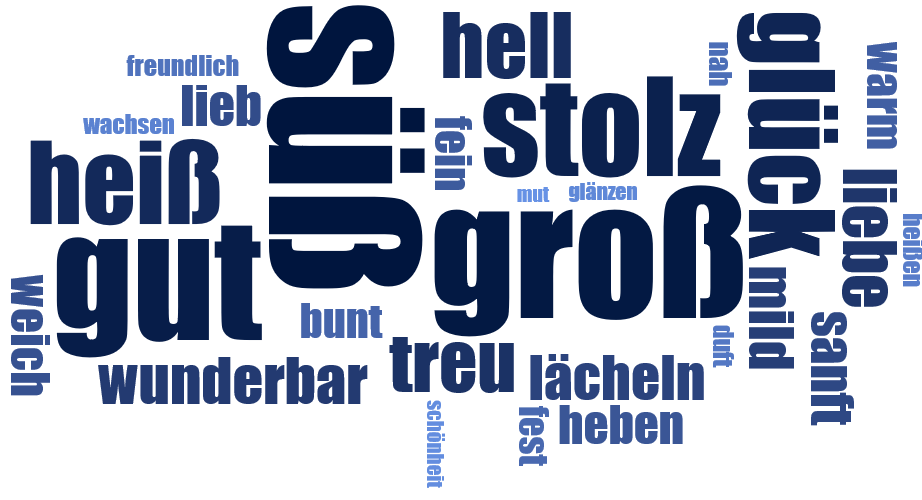 süß
hell
glück
nah
warm
freundlich
lieb
stolz
wachsen
fein
heiß
liebe
mut
glänzen
groß
heißen
gut
mild
weich
bunt
sanft
duft
treu
wunderbar
lächeln
schönheit
fest
heben